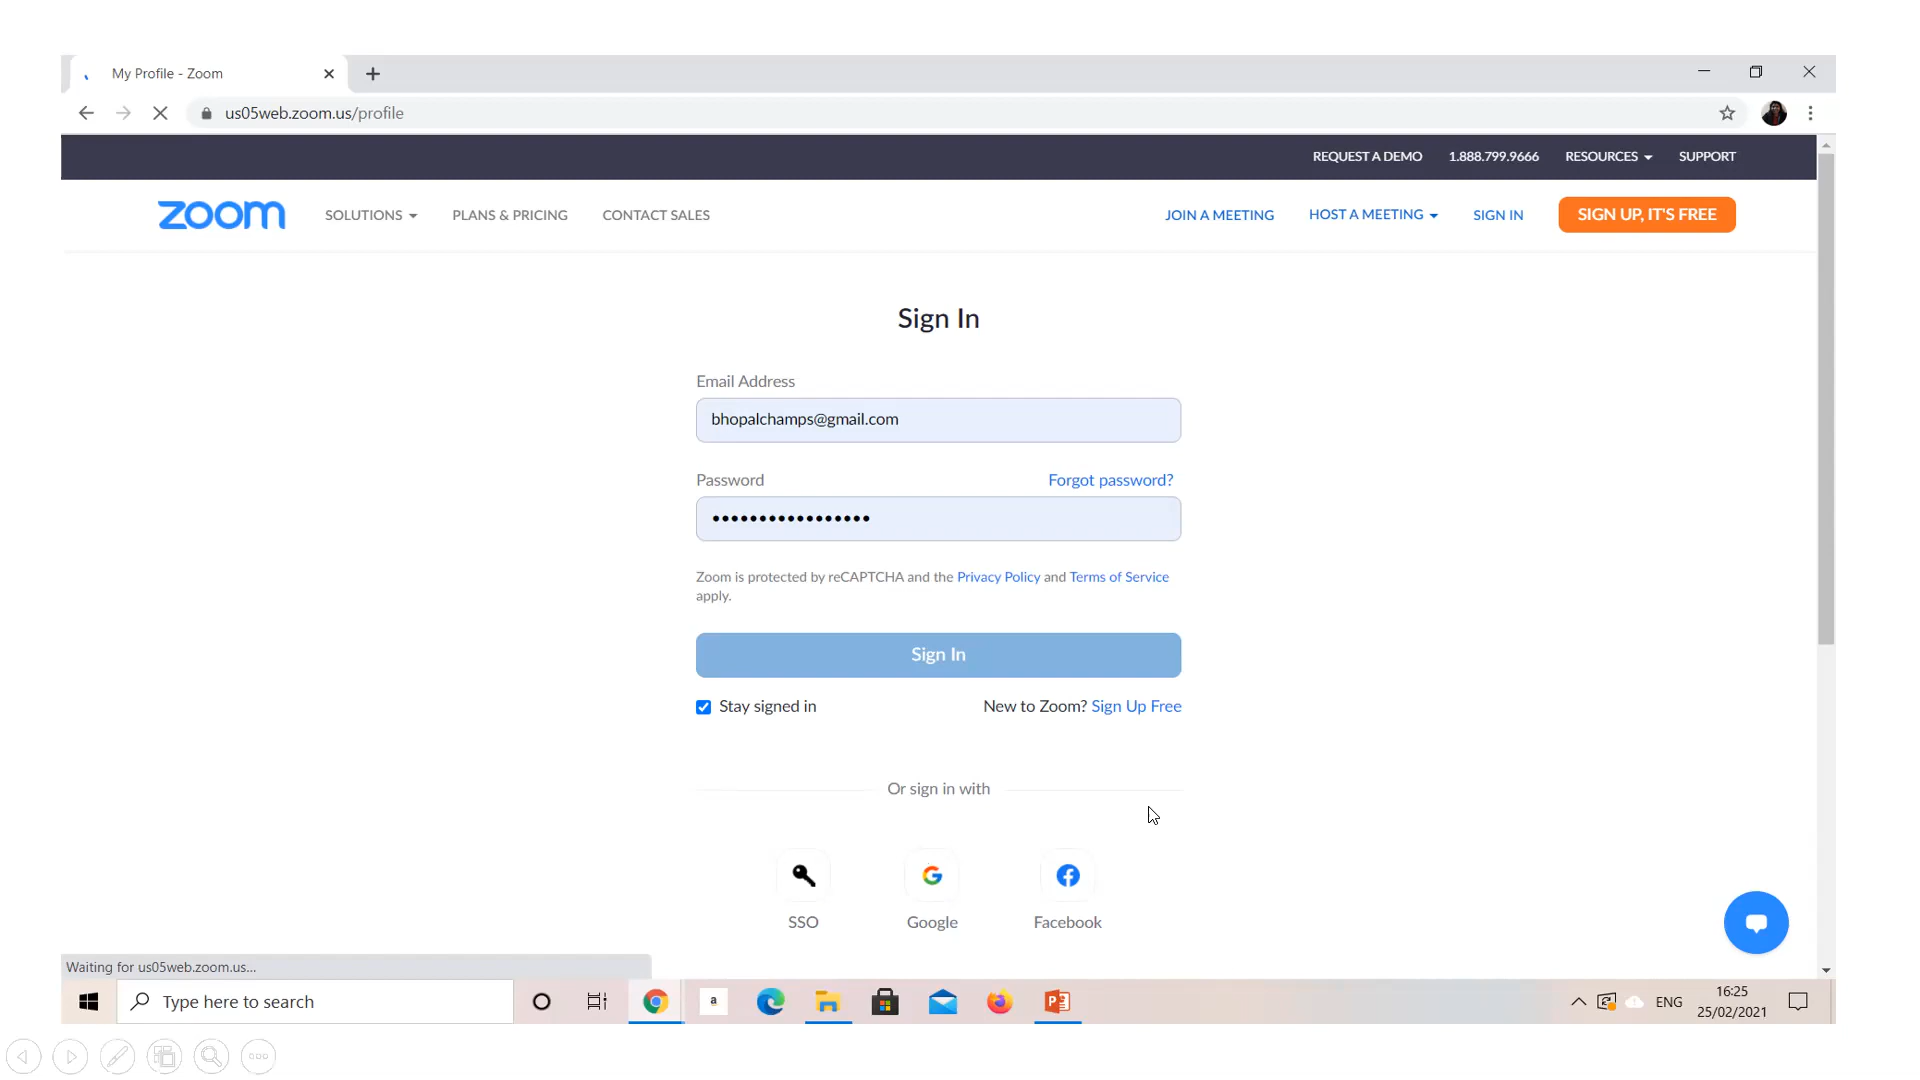 My Profile - Zoom
us05web.zoom.us/profile
REQUEST A DEMO 1.888.799.9666 RESOURCES SUPPORT
zoom SOLUTIONS PLANS & PRICING CONTACT SALES JOIN A MEETING HOST A MEETING SIGN IN SIGN UP, IT'S FREE
Sign In
Email Address
bhopalchamps@gmail.com
Password Forgot password?
•••••••••••••••••
Zoom is protected by reCAPTCHA and the Privacy Policy and Terms of Service
apply.
Sign In
Stay signed in New to Zoom? Sign Up Free
Or sign in with
SSO Google Facebook
Waiting for us05web.zoom.us...
Type here to search
a
ENG
16:25
25/02/2021